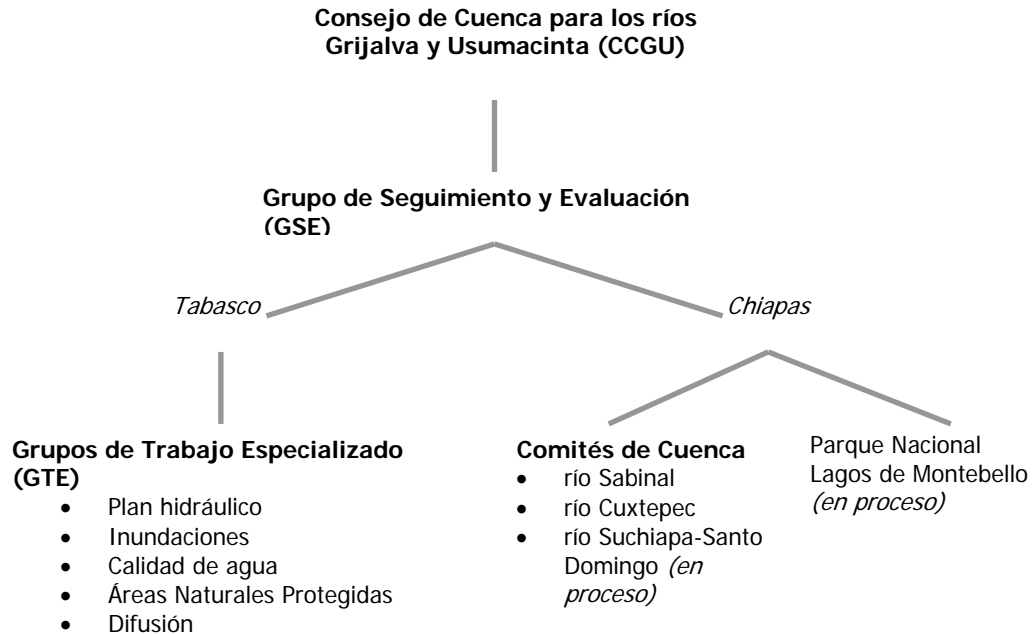 Consejo de Cuenca para los ríos
Grijalva y Usumacinta (CCGU)
Grupo de Seguimiento y Evaluación
(GSE)
Tabasco
Chiapas
Grupos de Trabajo Especializado
(GTE)
• Plan hidráulico
• Inundaciones
• Calidad de agua
• Áreas Naturales Protegidas
• Difusión
Comités de Cuenca
• río Sabinal
• río Cuxtepec
• río Suchiapa-Santo
Domingo (en
proceso)
Parque Nacional
Lagos de Montebello
(en proceso)